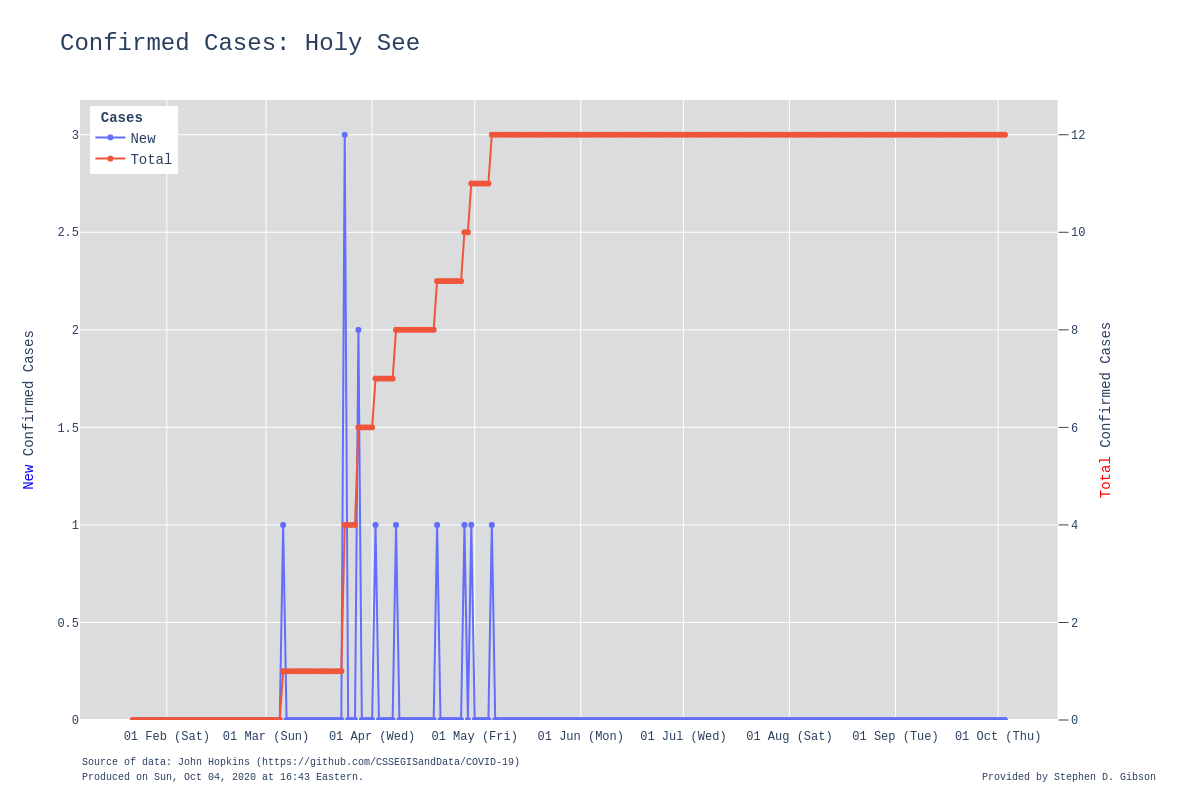 Confirmed Cases: Holy See
Cases
New
Total
3
2.5
2
1.5
1
0.5
0
12
10
8
6
4
2
0
New Confirmed Cases
Total Confirmed Cases
01 Feb (Sat) 01 Mar (Sun) 01 Apr (Wed) 01 May (Fri) 01 Jun (Mon) 01 Jul (Wed) 01 Aug (Sat) 01 Sep (Tue) 01 Oct (Thu)
Source of data: John Hopkins (https://github.com/CSSEGISandData/COVID-19)
Produced on Sun, Oct 04, 2020 at 16:43 Eastern.
Provided by Stephen D. Gibson